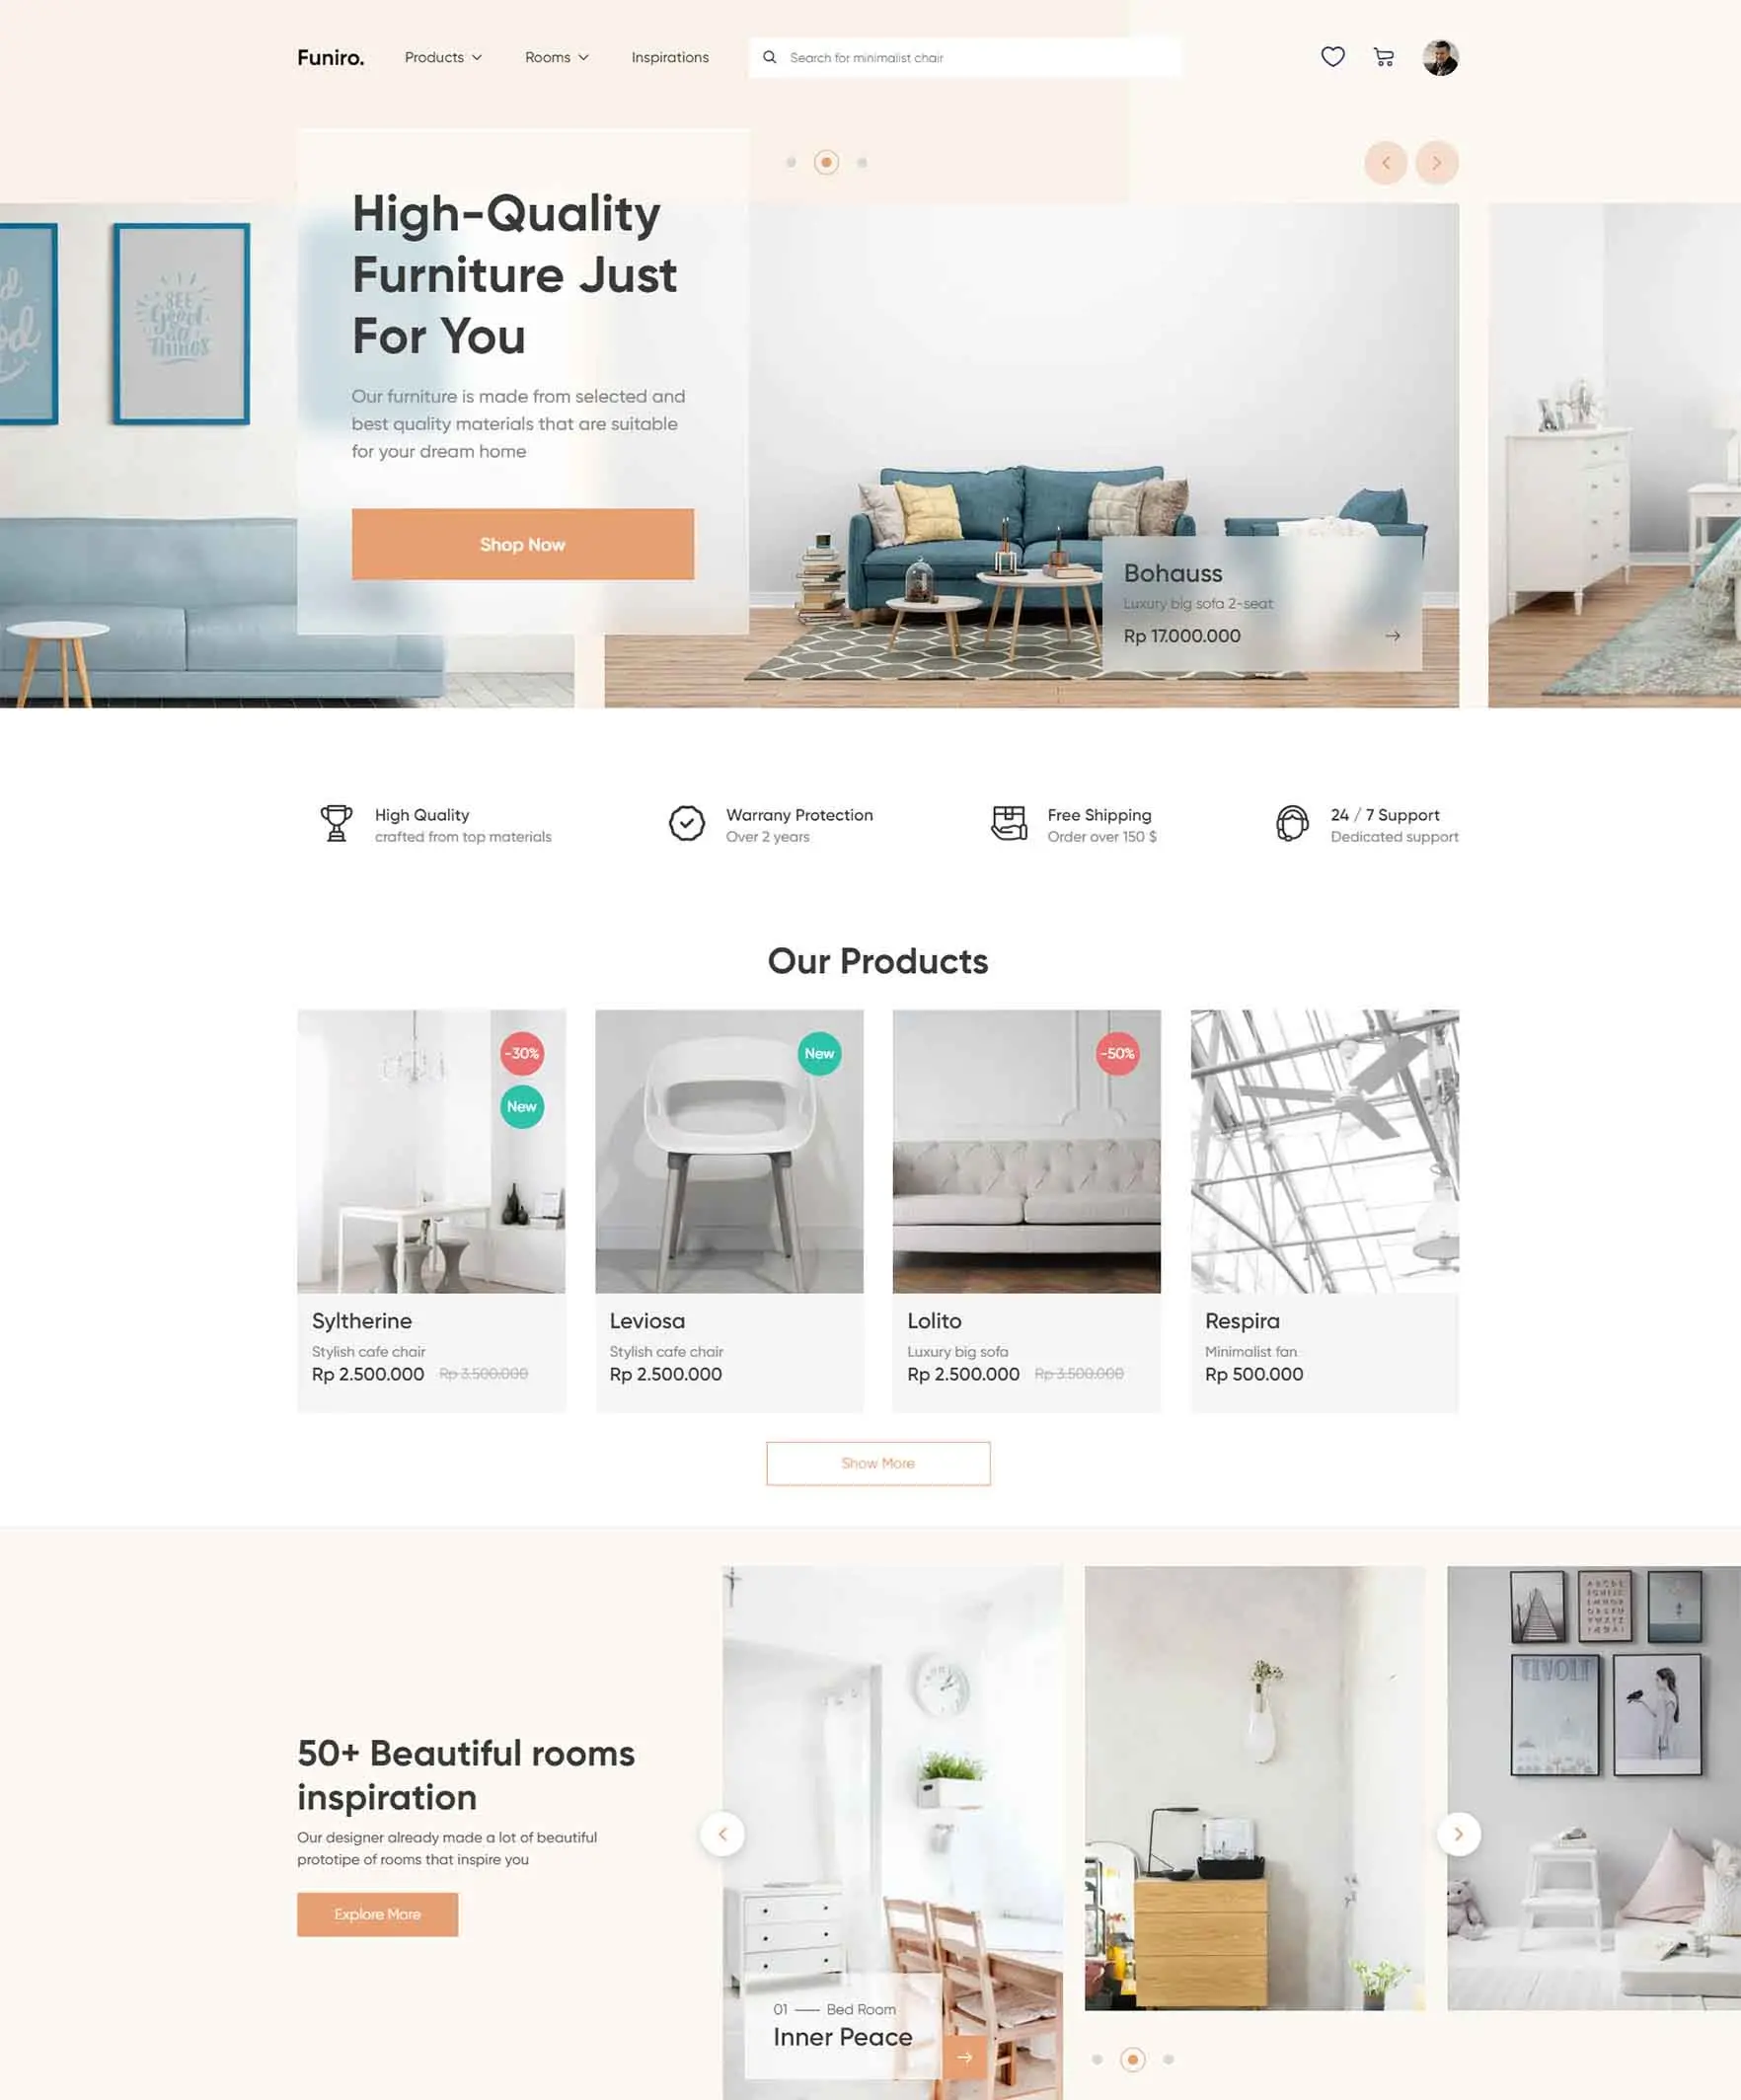 Funiro.
Products
Rooms
Inspirations
Search for minimalist chair
High-Quality
Furniture Just
For You
Our furniture is made from selected and
best quality materials that are suitable
for your dream home
Shop Now
SEE
Good
THINGS
Bohauss
Luxury big sofa 2-seat
Rp 17.000.000
High Quality
crafted from top materials
Warrany Protection
Over 2 years
Free Shipping
Order over 150 $
24 / 7 Support
Dedicated support
Our Products
-30%
New
New
-50%
Syltherine
Stylish cafe chair
Rp 2.500.000 Rp 3.500.000
Leviosa
Stylish cafe chair
Rp 2.500.000
Lolito
Luxury big sofa
Rp 2.500.000 Rp 3.500.000
Respira
Minimalist fan
Rp 500.000
Show More
50+ Beautiful rooms
inspiration
Our designer already made a lot of beautiful
prototipe of rooms that inspire you
Explore More
TIVOLI
01 — Bed Room
Inner Peace